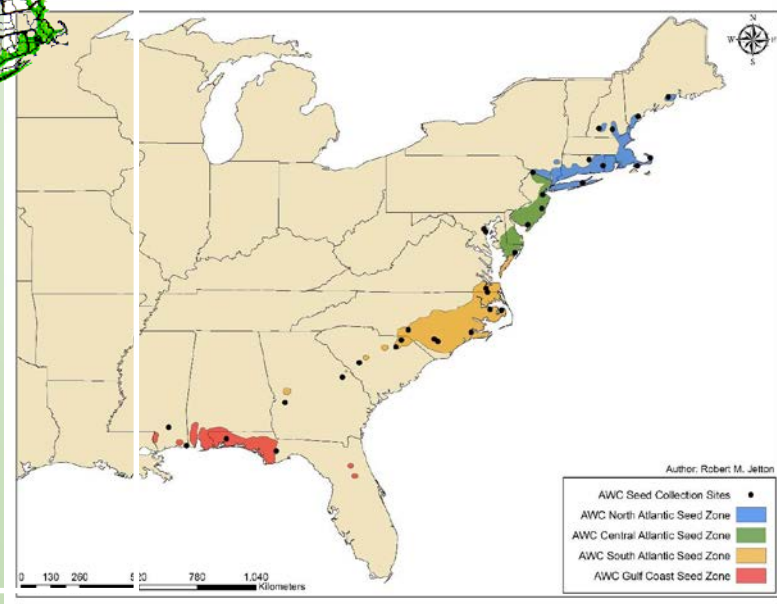 N
W
E
S
Author: Robert M. Jetton
AWC Seed Collection Sites
AWC North Atlantic Seed Zone
AWC Central Atlantic Seed Zone
AWC South Atlantic Seed Zone
AWC Gulf Coast Seed Zone
0 130 260 520 780 1,040
Kilometers